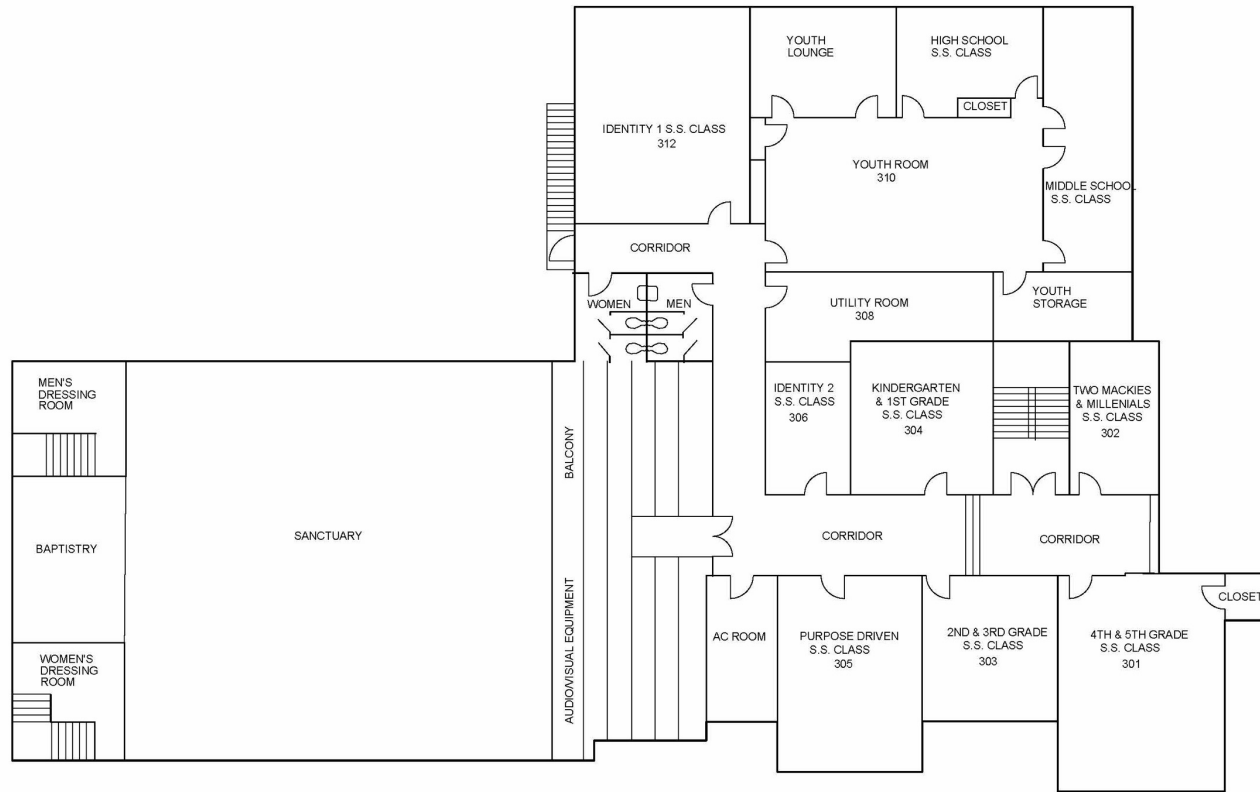 YOUTH
LOUNGE
HIGH SCHOOL
S.S. CLASS
CLOSET
IDENTITY 1 S.S. CLASS
312
YOUTH ROOM
310
MIDDLE SCHOOL
S.S. CLASS
CORRIDOR
WOMEN
MEN
UTILITY ROOM
308
YOUTH
STORAGE
MEN'S
DRESSING
ROOM
BALCONY
IDENTITY 2
S.S. CLASS
306
KINDERGARTEN
& 1ST GRADE
S.S. CLASS
304
TWO MACKIES
& MILLENIALS
S.S. CLASS
302
BAPTISTRY
SANCTUARY
CORRIDOR
CORRIDOR
WOMEN'S
DRESSING
ROOM
AUDIO/VISUAL EQUIPMENT
AC ROOM
PURPOSE DRIVEN
S.S. CLASS
305
2ND & 3RD GRADE
S.S. CLASS
303
4TH & 5TH GRADE
S.S. CLASS
301
CLOSET